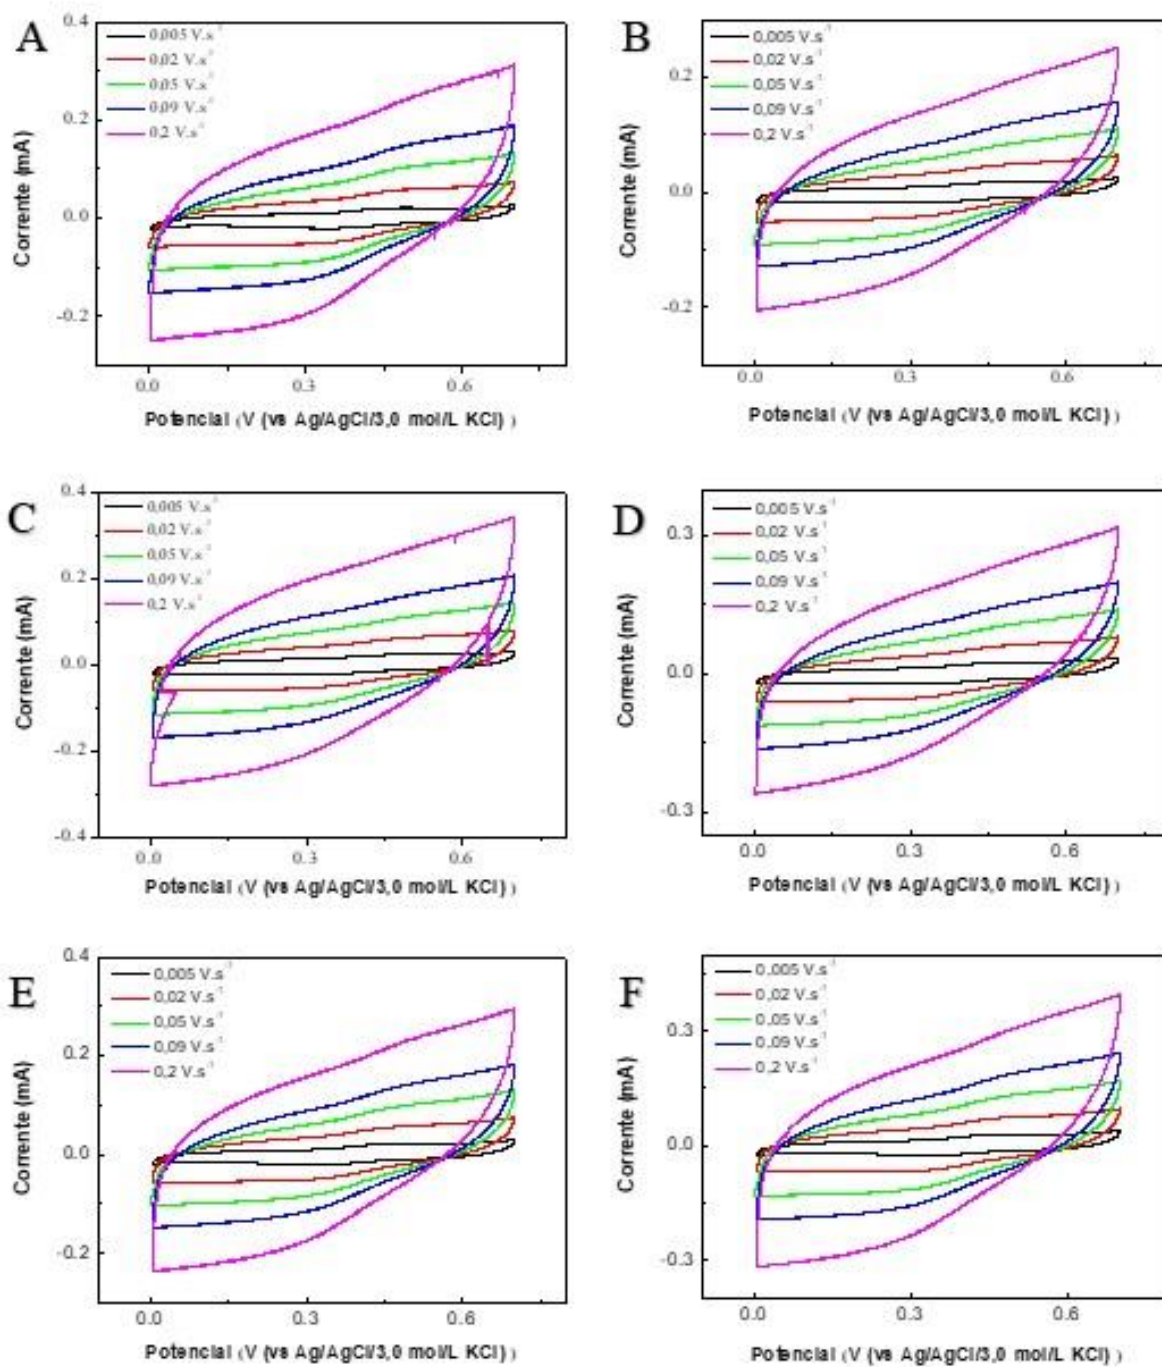 A
0,005 V.s⁻¹
0,02 V.s⁻¹
0,05 V.s⁻¹
0,09 V.s⁻¹
0,2 V.s⁻¹
Corrente (mA)
0.4
0.2
0.0
-0.2
0.0 0.3 0.6
Potencial (V (vs Ag/AgCl/3,0 mol/L KCl) )
B
0,005 V.s⁻¹
0,02 V.s⁻¹
0,05 V.s⁻¹
0,09 V.s⁻¹
0,2 V.s⁻¹
Corrente (mA)
0.2
0.0
-0.2
0.0 0.3 0.6
Potencial (V (vs Ag/AgCl/3,0 mol/L KCl) )
C
0,005 V.s⁻¹
0,02 V.s⁻¹
0,05 V.s⁻¹
0,09 V.s⁻¹
0,2 V.s⁻¹
Corrente (mA)
0.4
0.2
0.0
-0.2
-0.4
0.0 0.3 0.6
Potencial (V (vs Ag/AgCl/3,0 mol/L KCl) )
D
0,005 V.s⁻¹
0,02 V.s⁻¹
0,05 V.s⁻¹
0,09 V.s⁻¹
0,2 V.s⁻¹
Corrente (mA)
0.3
0.0
-0.3
0.0 0.3 0.6
Potencial (V (vs Ag/AgCl/3,0 mol/L KCl) )
E
0,005 V.s⁻¹
0,02 V.s⁻¹
0,05 V.s⁻¹
0,09 V.s⁻¹
0,2 V.s⁻¹
Corrente (mA)
0.4
0.2
0.0
-0.2
0.0 0.3 0.6
Potencial (V (vs Ag/AgCl/3,0 mol/L KCl) )
F
0,005 V.s⁻¹
0,02 V.s⁻¹
0,05 V.s⁻¹
0,09 V.s⁻¹
0,2 V.s⁻¹
Corrente (mA)
0.3
0.0
-0.3
0.0 0.3 0.6
Potencial (V (vs Ag/AgCl/3,0 mol/L KCl) )